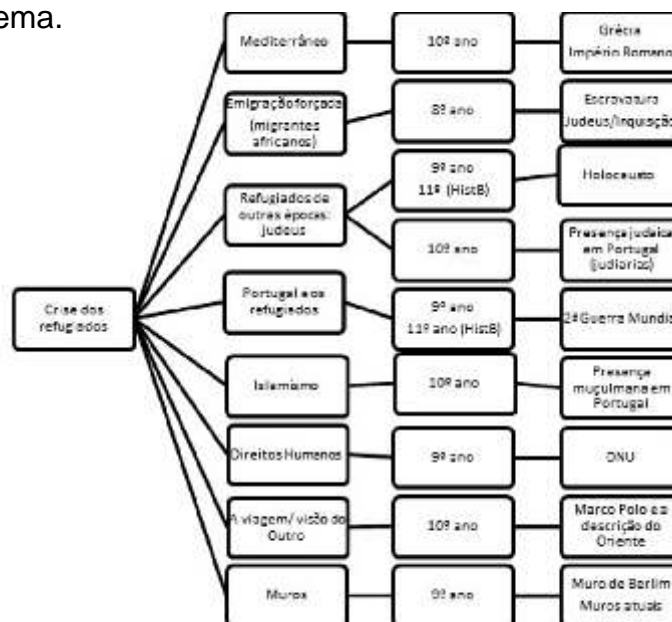 ema.
Crise dos
refugiados
Mediterrâneo
10º ano
Grécia
Império Romano
Emigração forçada
(migrantes
africanos)
8º ano
Escravatura
Judeus/Inquisição
Refugiados de
outras épocas:
judeus
9º ano
11º (HistB)
Holocausto
10º ano
Presença judaica
em Portugal
(judiarias)
Portugal e os
refugiados
9º ano
11º ano (HistB)
2ª Guerra Mundial
Islamismo
10º ano
Presença
muçulmana em
Portugal
Direitos Humanos
9º ano
ONU
A viagem/ visão do
Outro
10º ano
Marco Polo e a
descrição do
Oriente
Muros
9º ano
Muro de Berlim
Muros atuais